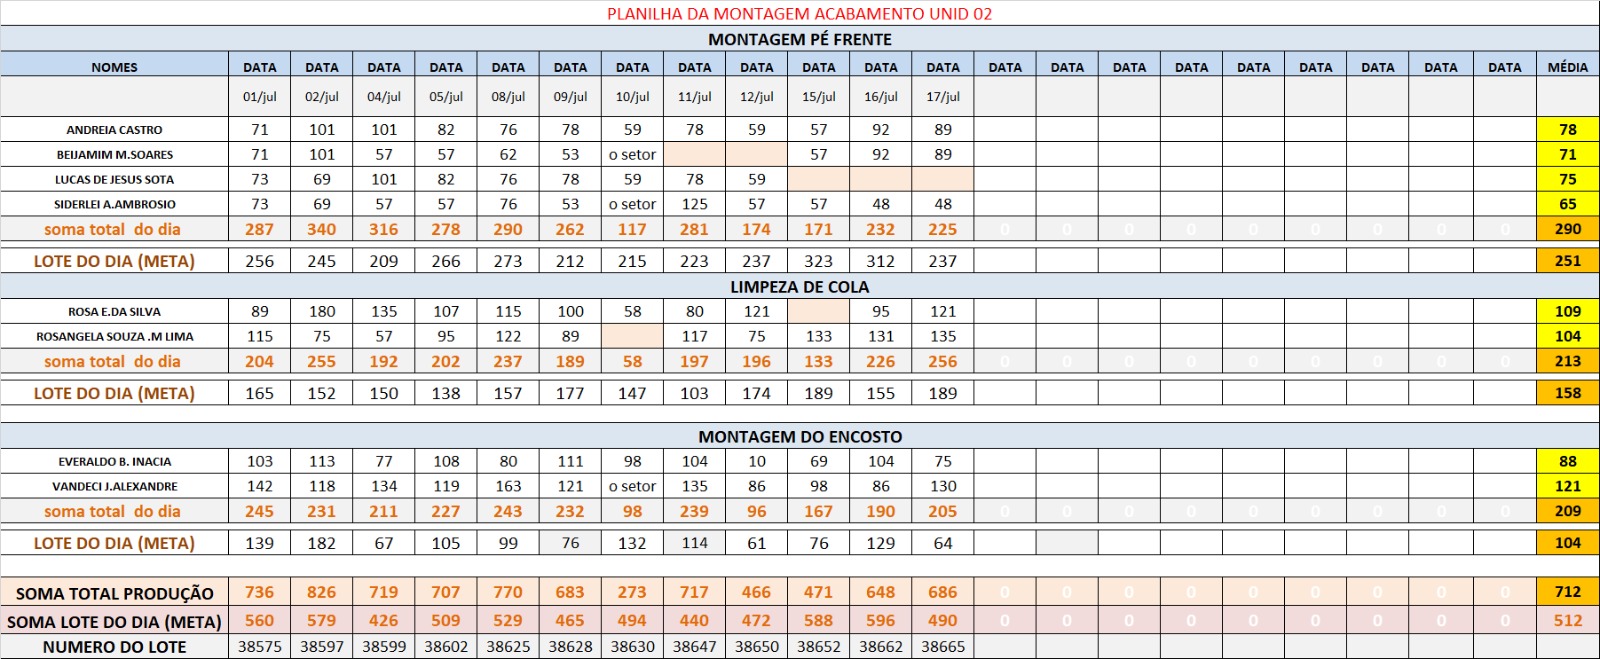 PLANILHA DA MONTAGEM ACABAMENTO UNID 02
MONTAGEM PÉ FRENTE
NOMES DATA DATA DATA DATA DATA DATA DATA DATA DATA DATA DATA DATA DATA DATA DATA DATA DATA DATA DATA DATA DATA MÉDIA
01/jul 02/jul 04/jul 05/jul 08/jul 09/jul 10/jul 11/jul 12/jul 15/jul 16/jul 17/jul
ANDREIA CASTRO 71 101 101 82 76 78 59 78 59 57 92 89 78
BEIJAMIM M.SOARES 71 101 57 57 62 53 o setor 57 92 89 71
LUCAS DE JESUS SOTA 73 69 101 82 76 78 59 78 59 75
SIDERLEI A.AMBROSIO 73 69 57 57 76 53 o setor 125 57 57 48 48 65
soma total do dia 287 340 316 278 290 262 117 281 174 171 232 225 0 0 0 0 0 0 0 0 0 290
LOTE DO DIA (META) 256 245 209 266 273 212 215 223 237 323 312 237 251
LIMPEZA DE COLA
ROSA E.DA SILVA 89 180 135 107 115 100 58 80 121 95 121 109
ROSANGELA SOUZA .M LIMA 115 75 57 95 122 89 117 75 133 131 135 104
soma total do dia 204 255 192 202 237 189 58 197 196 133 226 256 0 0 0 0 0 0 0 0 0 213
LOTE DO DIA (META) 165 152 150 138 157 177 147 103 174 189 155 189 158
MONTAGEM DO ENCOSTO
EVERALDO B. INACIA 103 113 77 108 80 111 98 104 10 69 104 75 88
VANDECI J.ALEXANDRE 142 118 134 119 163 121 o setor 135 86 98 86 130 121
soma total do dia 245 231 211 227 243 232 98 239 96 167 190 205 0 0 0 0 0 0 0 0 0 209
LOTE DO DIA (META) 139 182 67 105 99 76 132 114 61 76 129 64 104
SOMA TOTAL PRODUÇÃO 736 826 719 707 770 683 273 717 466 471 648 686 0 0 0 0 0 0 0 0 0 712
SOMA LOTE DO DIA (META) 560 579 426 509 529 465 494 440 472 588 596 490 0 0 0 0 0 0 0 0 0 512
NUMERO DO LOTE 38575 38597 38599 38602 38625 38628 38630 38647 38650 38652 38662 38665